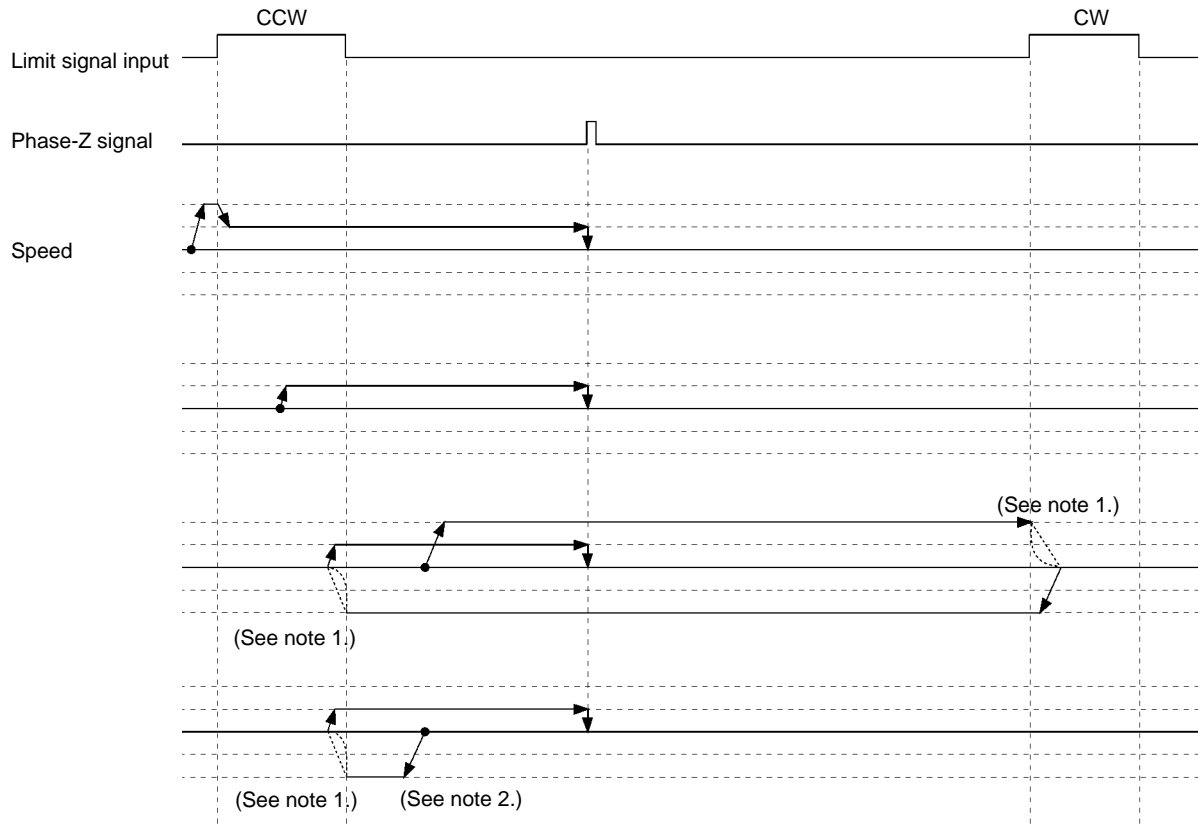 CCW
CW
Limit signal input
Phase-Z signal
Speed
(See note 1.)
(See note 1.)
(See note 1.)
(See note 2.)